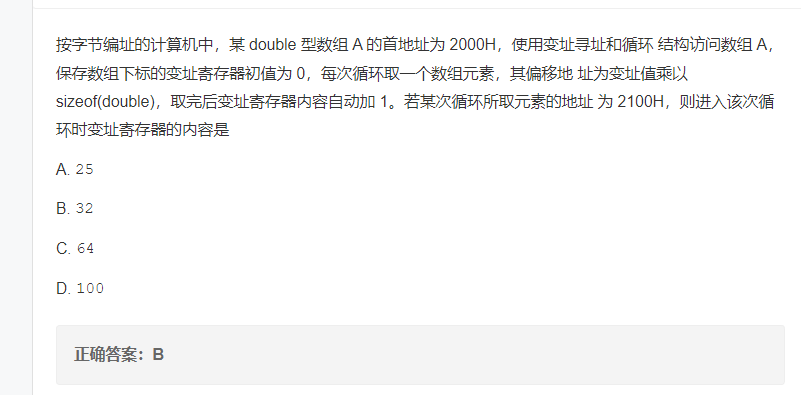 按字节编址的计算机中，某 double 型数组 A 的首地址为 2000H，使用变址寻址和循环 结构访问数组 A，
保存数组下标的变址寄存器初值为 0，每次循环取一个数组元素，其偏移地 址为变址值乘以
sizeof(double)，取完后变址寄存器内容自动加 1。若某次循环所取元素的地址 为 2100H，则进入该次循
环时变址寄存器的内容是
A. 25
B. 32
C. 64
D. 100
正确答案：B